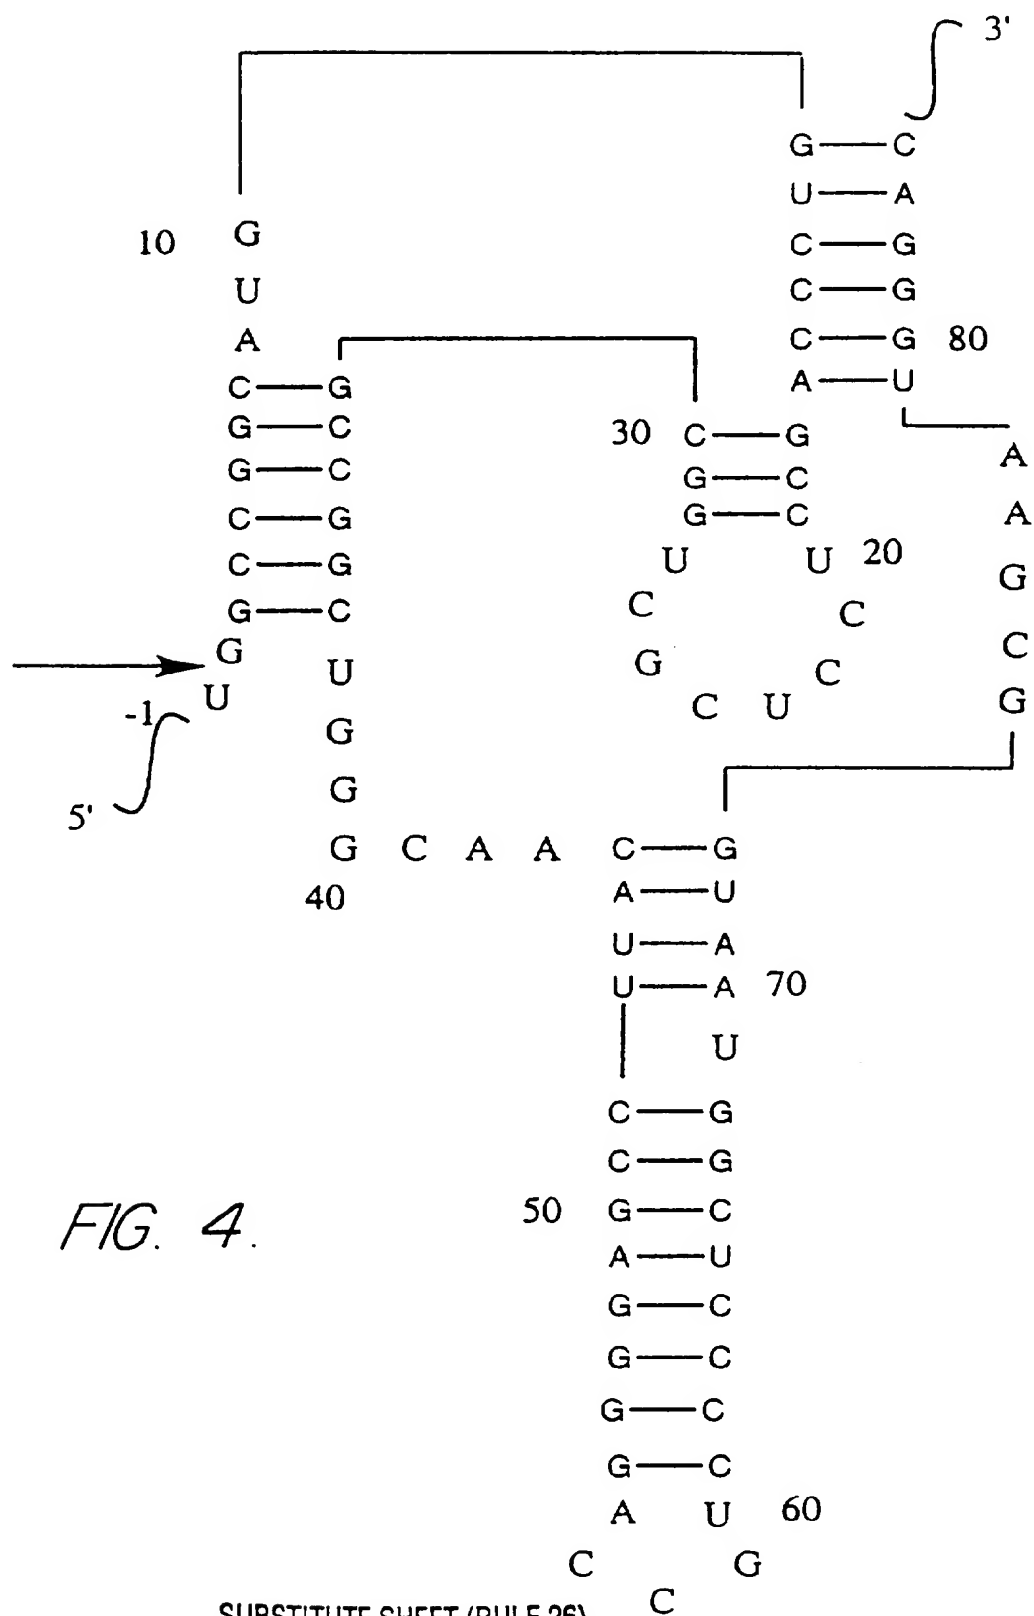 3'
G C
U A
10 G C G
U C G
A C G 80
C G A U
G C 30 C G A
G C G C A
C G G C G
C G U U 20 C
G C C C G
G U G C
-1 U C U
G
5' G
G C A A C G
40 A U
U A
U A 70
U
C G
C G
50 G C
A U
G C
G C
G C
G C
A U 60
C G
C
FIG. 4.
SUBSTITUTE SHEET (RULE 26)